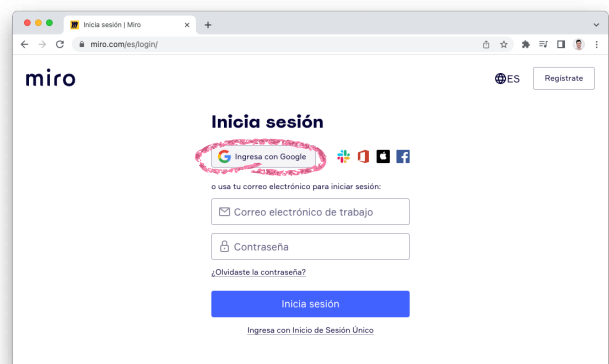 Inicia sesión | Miro
miro.com/es/login/
miro
ES
Regístrate
Inicia sesión
Ingresa con Google
o usa tu correo electrónico para iniciar sesión:
Correo electrónico de trabajo
Contraseña
¿Olvidaste la contraseña?
Inicia sesión
Ingresa con Inicio de Sesión Único